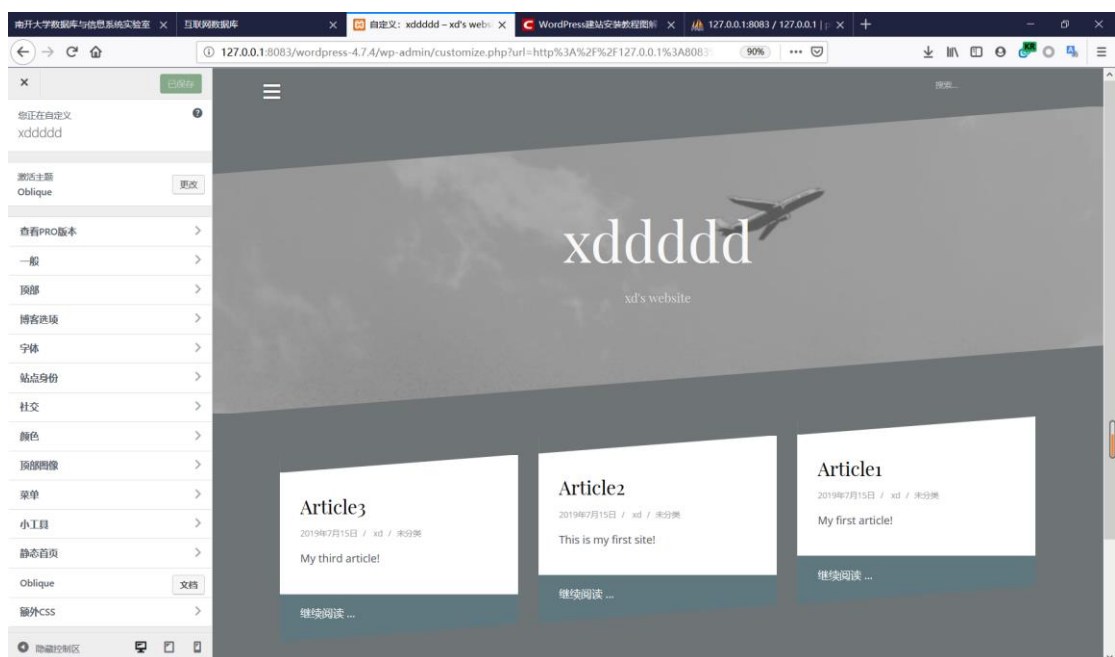 南开大学数据库与信息系统实验室
互联网数据库
自定义：xddddd – xd's webs
WordPress建站安装教程图解
127.0.0.1:8083 / 127.0.0.1 | p
127.0.0.1:8083/wordpress-4.7.4/wp-admin/customize.php?url=http%3A%2F%2F127.0.0.1%3A8083
90%
已保存
您正在自定义
xddddd
激活主题
Oblique
更改
查看PRO版本
一般
顶部
博客选项
字体
站点身份
社交
颜色
顶部图像
菜单
小工具
静态首页
Oblique
文档
额外CSS
隐藏控制区
搜索...
xddddd
xd's website
Article3
2019年7月15日 / xd / 未分类
My third article!
继续阅读 ...
Article2
2019年7月15日 / xd / 未分类
This is my first site!
继续阅读 ...
Article1
2019年7月15日 / xd / 未分类
My first article!
继续阅读 ...